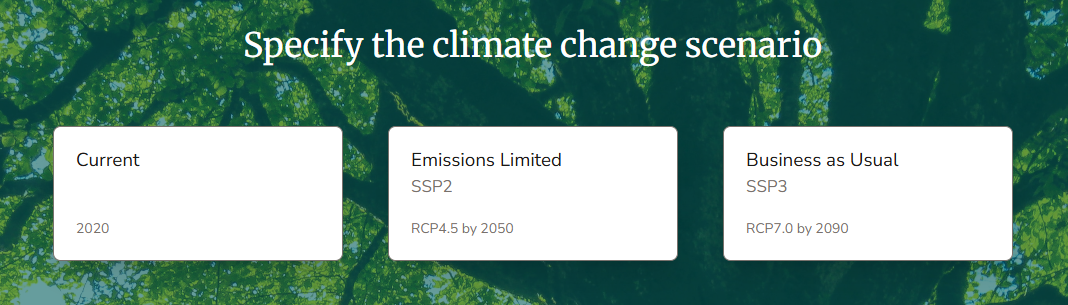 Specify the climate change scenario
Current
2020
Emissions Limited
SSP2
RCP4.5 by 2050
Business as Usual
SSP3
RCP7.0 by 2090